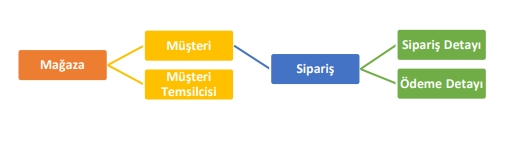 Mağaza
Müşteri
Müşteri
Temsilcisi
Sipariş
Sipariş Detayı
Ödeme Detayı